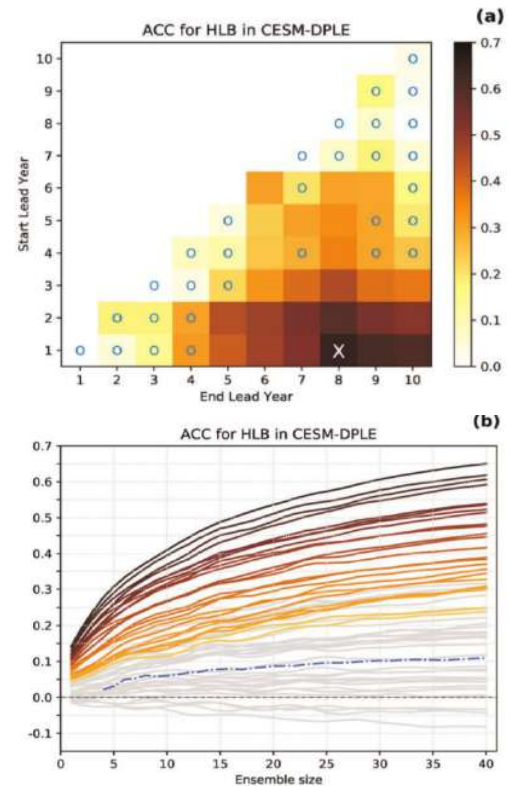 (a)
ACC for HLB in CESM-DPLE
Start Lead Year
10 O 0.7
9 O O
8 O O O 0.6
7 O O O O
6 O O 0.5
5 O O O 0.4
4 O O O O O 0.3
3 O O O 0.2
2 O O O 0.1
1 O O O O X 0.0
1 2 3 4 5 6 7 8 9 10
End Lead Year
(b)
ACC for HLB in CESM-DPLE
0.7
0.6
0.5
0.4
0.3
0.2
0.1
0.0
-0.1
0 5 10 15 20 25 30 35 40
Ensemble size